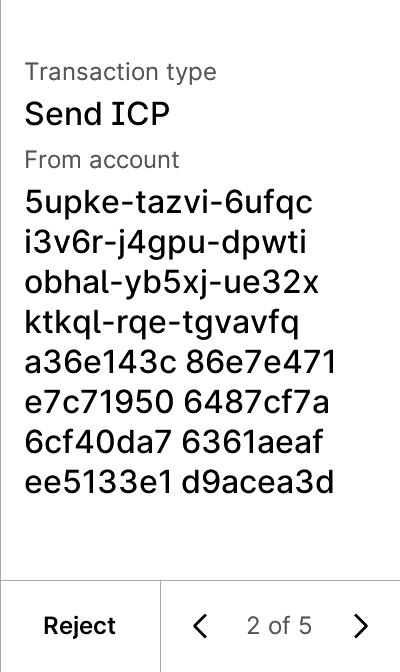 Transaction type
Send ICP
From account
5upke-tazvi-6ufqc
i3v6r-j4gpu-dpwti
obhal-yb5xj-ue32x
ktkql-rqe-tgvavfq
a36e143c 86e7e471
e7c71950 6487cf7a
6cf40da7 6361aeaf
ee5133e1 d9acea3d
Reject 2 of 5